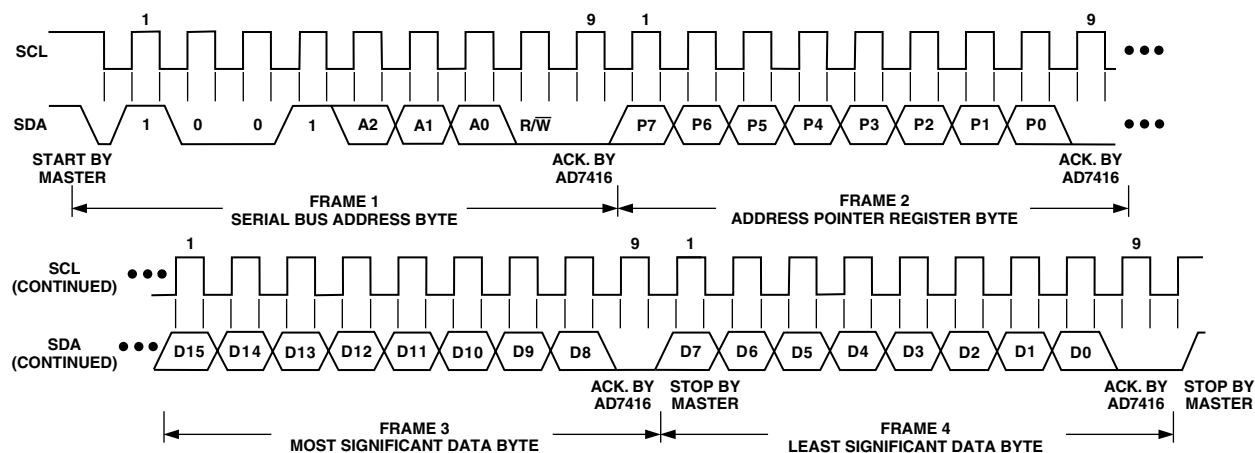 1 9 1 9
SCL
SDA
1 0 0 1 A2 A1 A0 R/W̅ P7 P6 P5 P4 P3 P2 P1 P0
START BY
MASTER
ACK. BY
AD7416
ACK. BY
AD7416
FRAME 1
SERIAL BUS ADDRESS BYTE
FRAME 2
ADDRESS POINTER REGISTER BYTE
1 9 1 9
SCL
(CONTINUED)
SDA
(CONTINUED)
D15 D14 D13 D12 D11 D10 D9 D8 D7 D6 D5 D4 D3 D2 D1 D0
ACK. BY
AD7416
STOP BY
MASTER
ACK. BY
AD7416
STOP BY
MASTER
FRAME 3
MOST SIGNIFICANT DATA BYTE
FRAME 4
LEAST SIGNIFICANT DATA BYTE